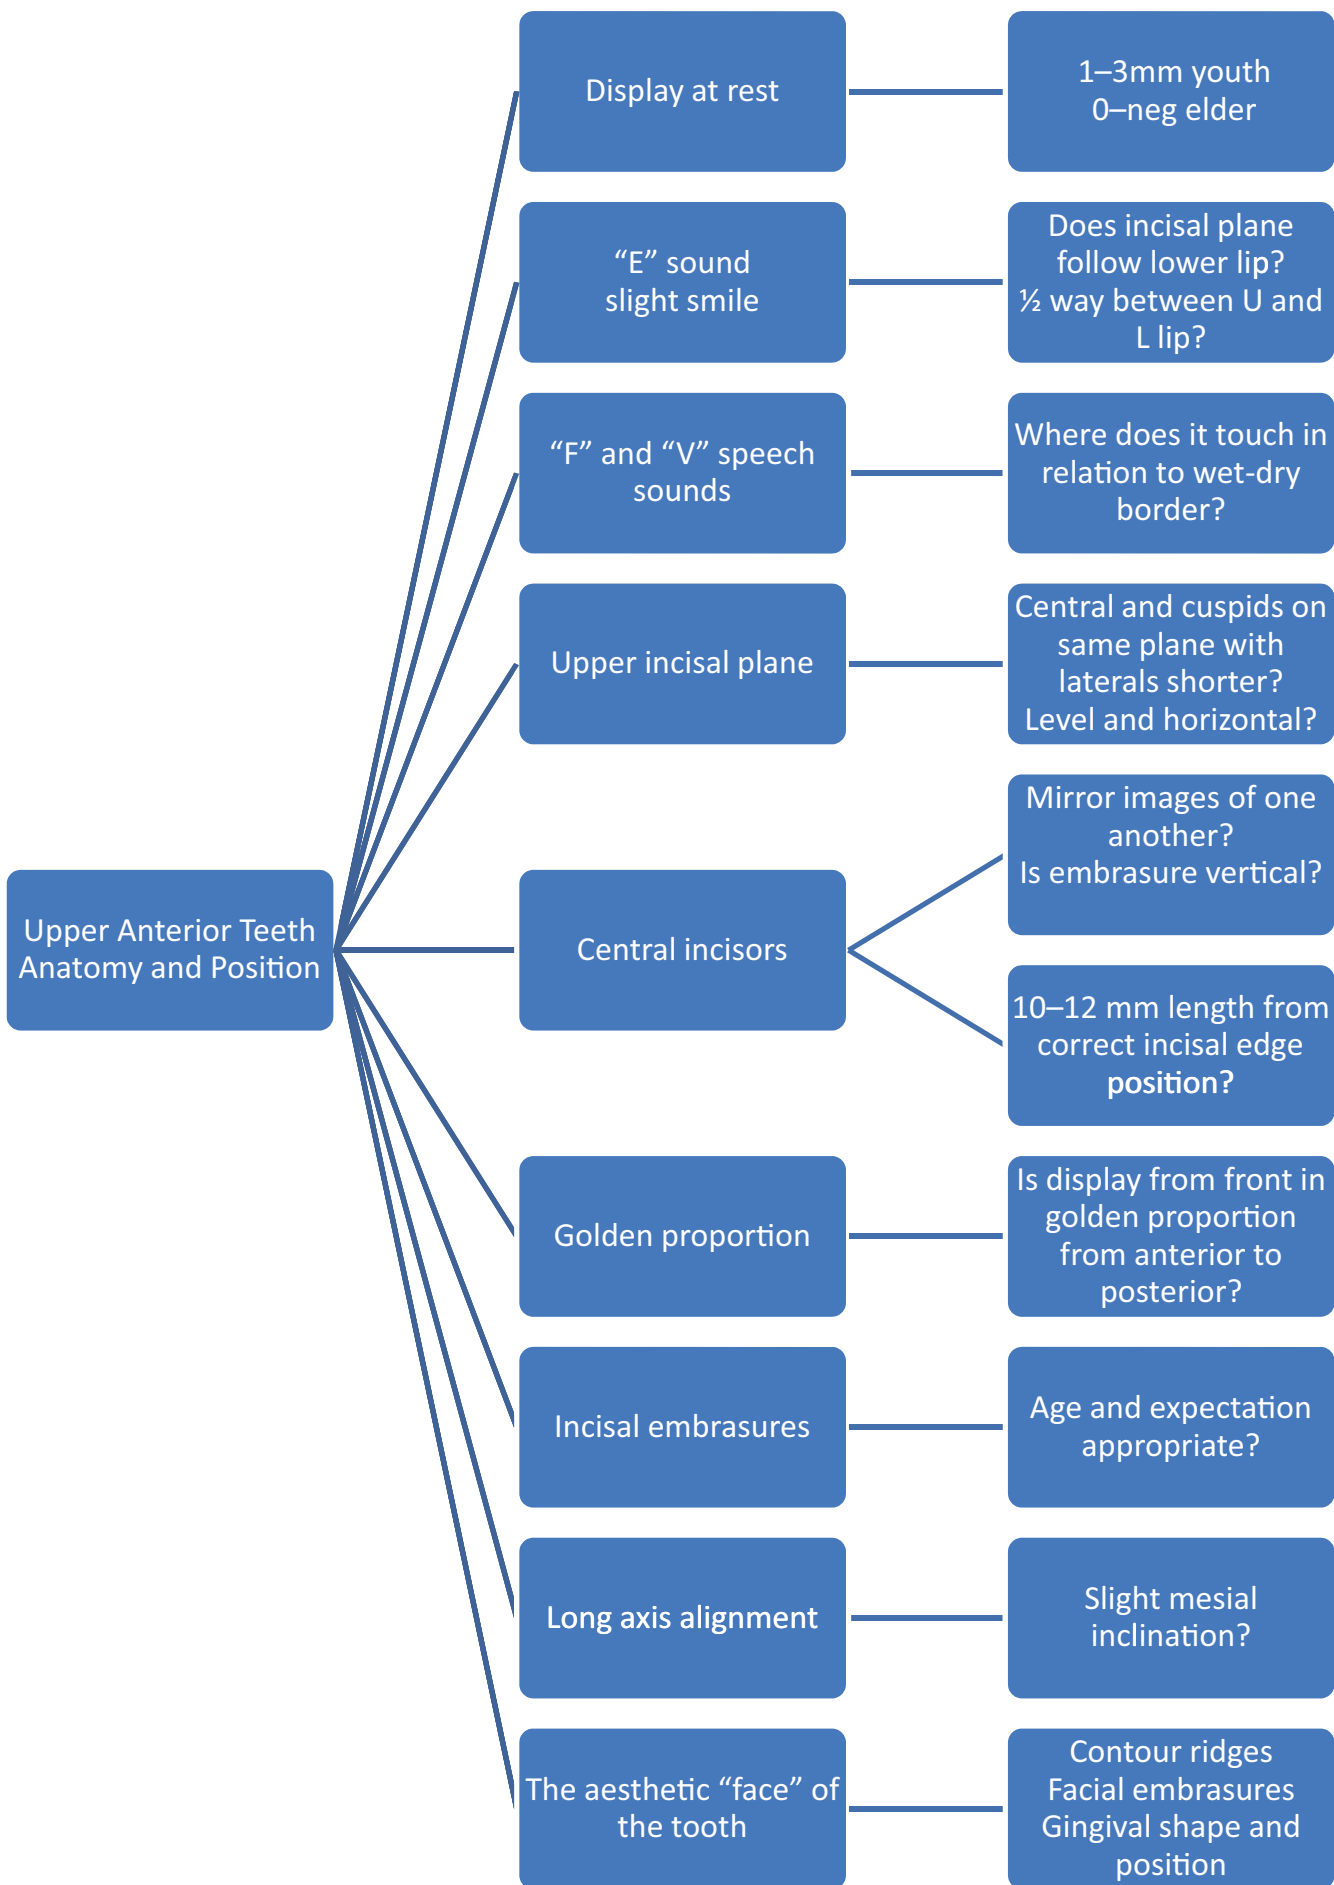 Display at rest
1–3mm youth
0–neg elder
“E” sound
slight smile
Does incisal plane
follow lower lip?
½ way between U and
L lip?
“F” and “V” speech
sounds
Where does it touch in
relation to wet-dry
border?
Upper incisal plane
Central and cuspids on
same plane with
laterals shorter?
Level and horizontal?
Upper Anterior Teeth
Anatomy and Position
Central incisors
Mirror images of one
another?
Is embrasure vertical?
10–12 mm length from
correct incisal edge
position?
Golden proportion
Is display from front in
golden proportion
from anterior to
posterior?
Incisal embrasures
Age and expectation
appropriate?
Long axis alignment
Slight mesial
inclination?
The aesthetic “face” of
the tooth
Contour ridges
Facial embrasures
Gingival shape and
position